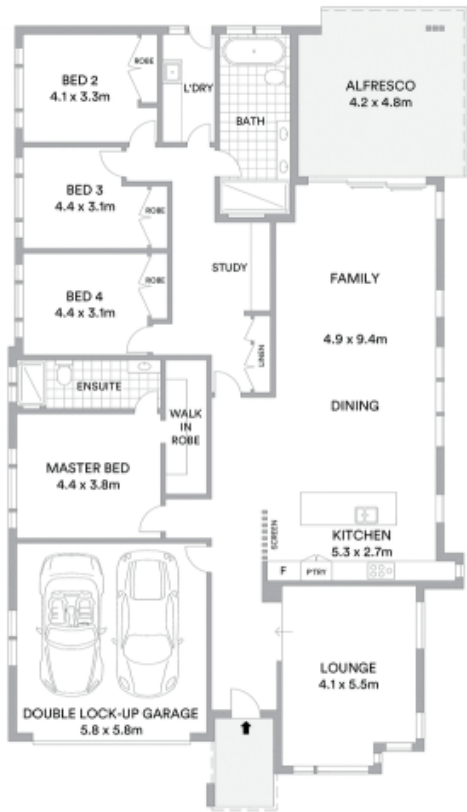 BED 2
4.1 x 3.3m
ROBE
L'DRY
BATH
ALFRESCO
4.2 x 4.8m
BED 3
4.4 x 3.1m
ROBE
BED 4
4.4 x 3.1m
ROBE
STUDY
LINEN
FAMILY
4.9 x 9.4m
DINING
ENSUITE
WALK
IN
ROBE
MASTER BED
4.4 x 3.8m
SCREEN
KITCHEN
5.3 x 2.7m
F
PTRY
LOUNGE
4.1 x 5.5m
DOUBLE LOCK-UP GARAGE
5.8 x 5.8m